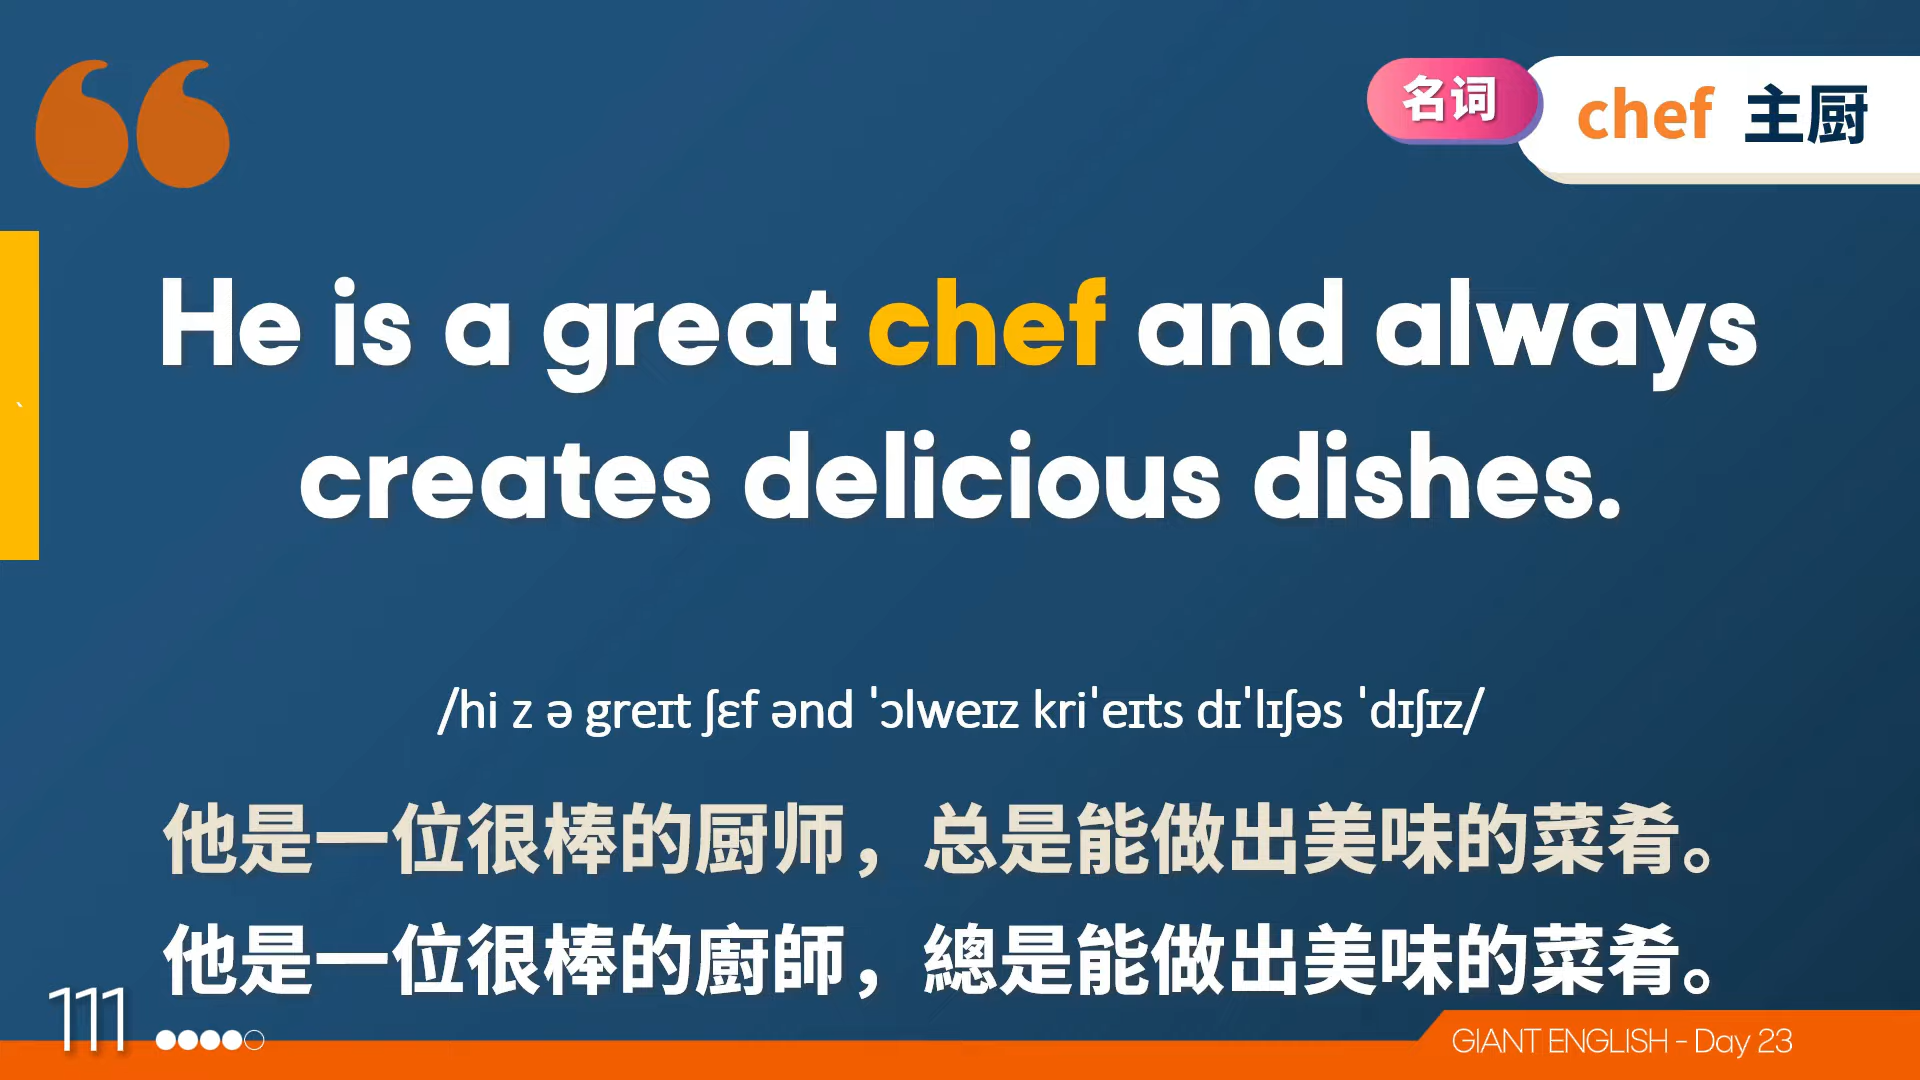 名词 chef 主厨
He is a great chef and always
creates delicious dishes.
/hi z ə greɪt ʃɛf ənd ˈɔlweɪz kriˈeɪts dɪˈlɪʃəs ˈdɪʃɪz/
他是一位很棒的厨师，总是能做出美味的菜肴。
他是一位很棒的廚師，總是能做出美味的菜肴。
111
GIANT ENGLISH - Day 23